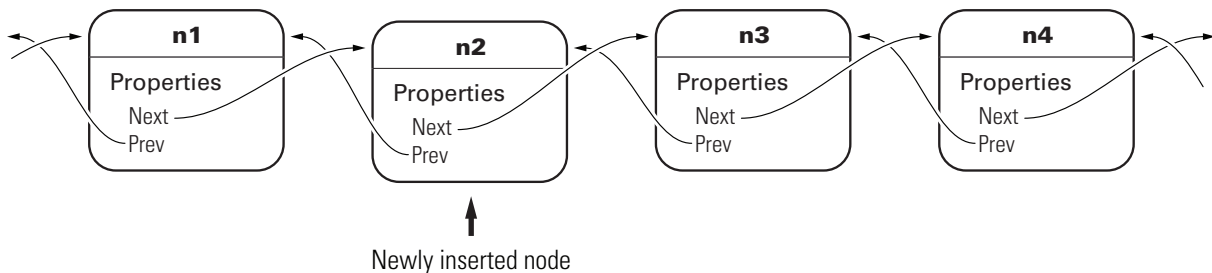 n1
Properties
Next
Prev
n2
Properties
Next
Prev
n3
Properties
Next
Prev
n4
Properties
Next
Prev
Newly inserted node